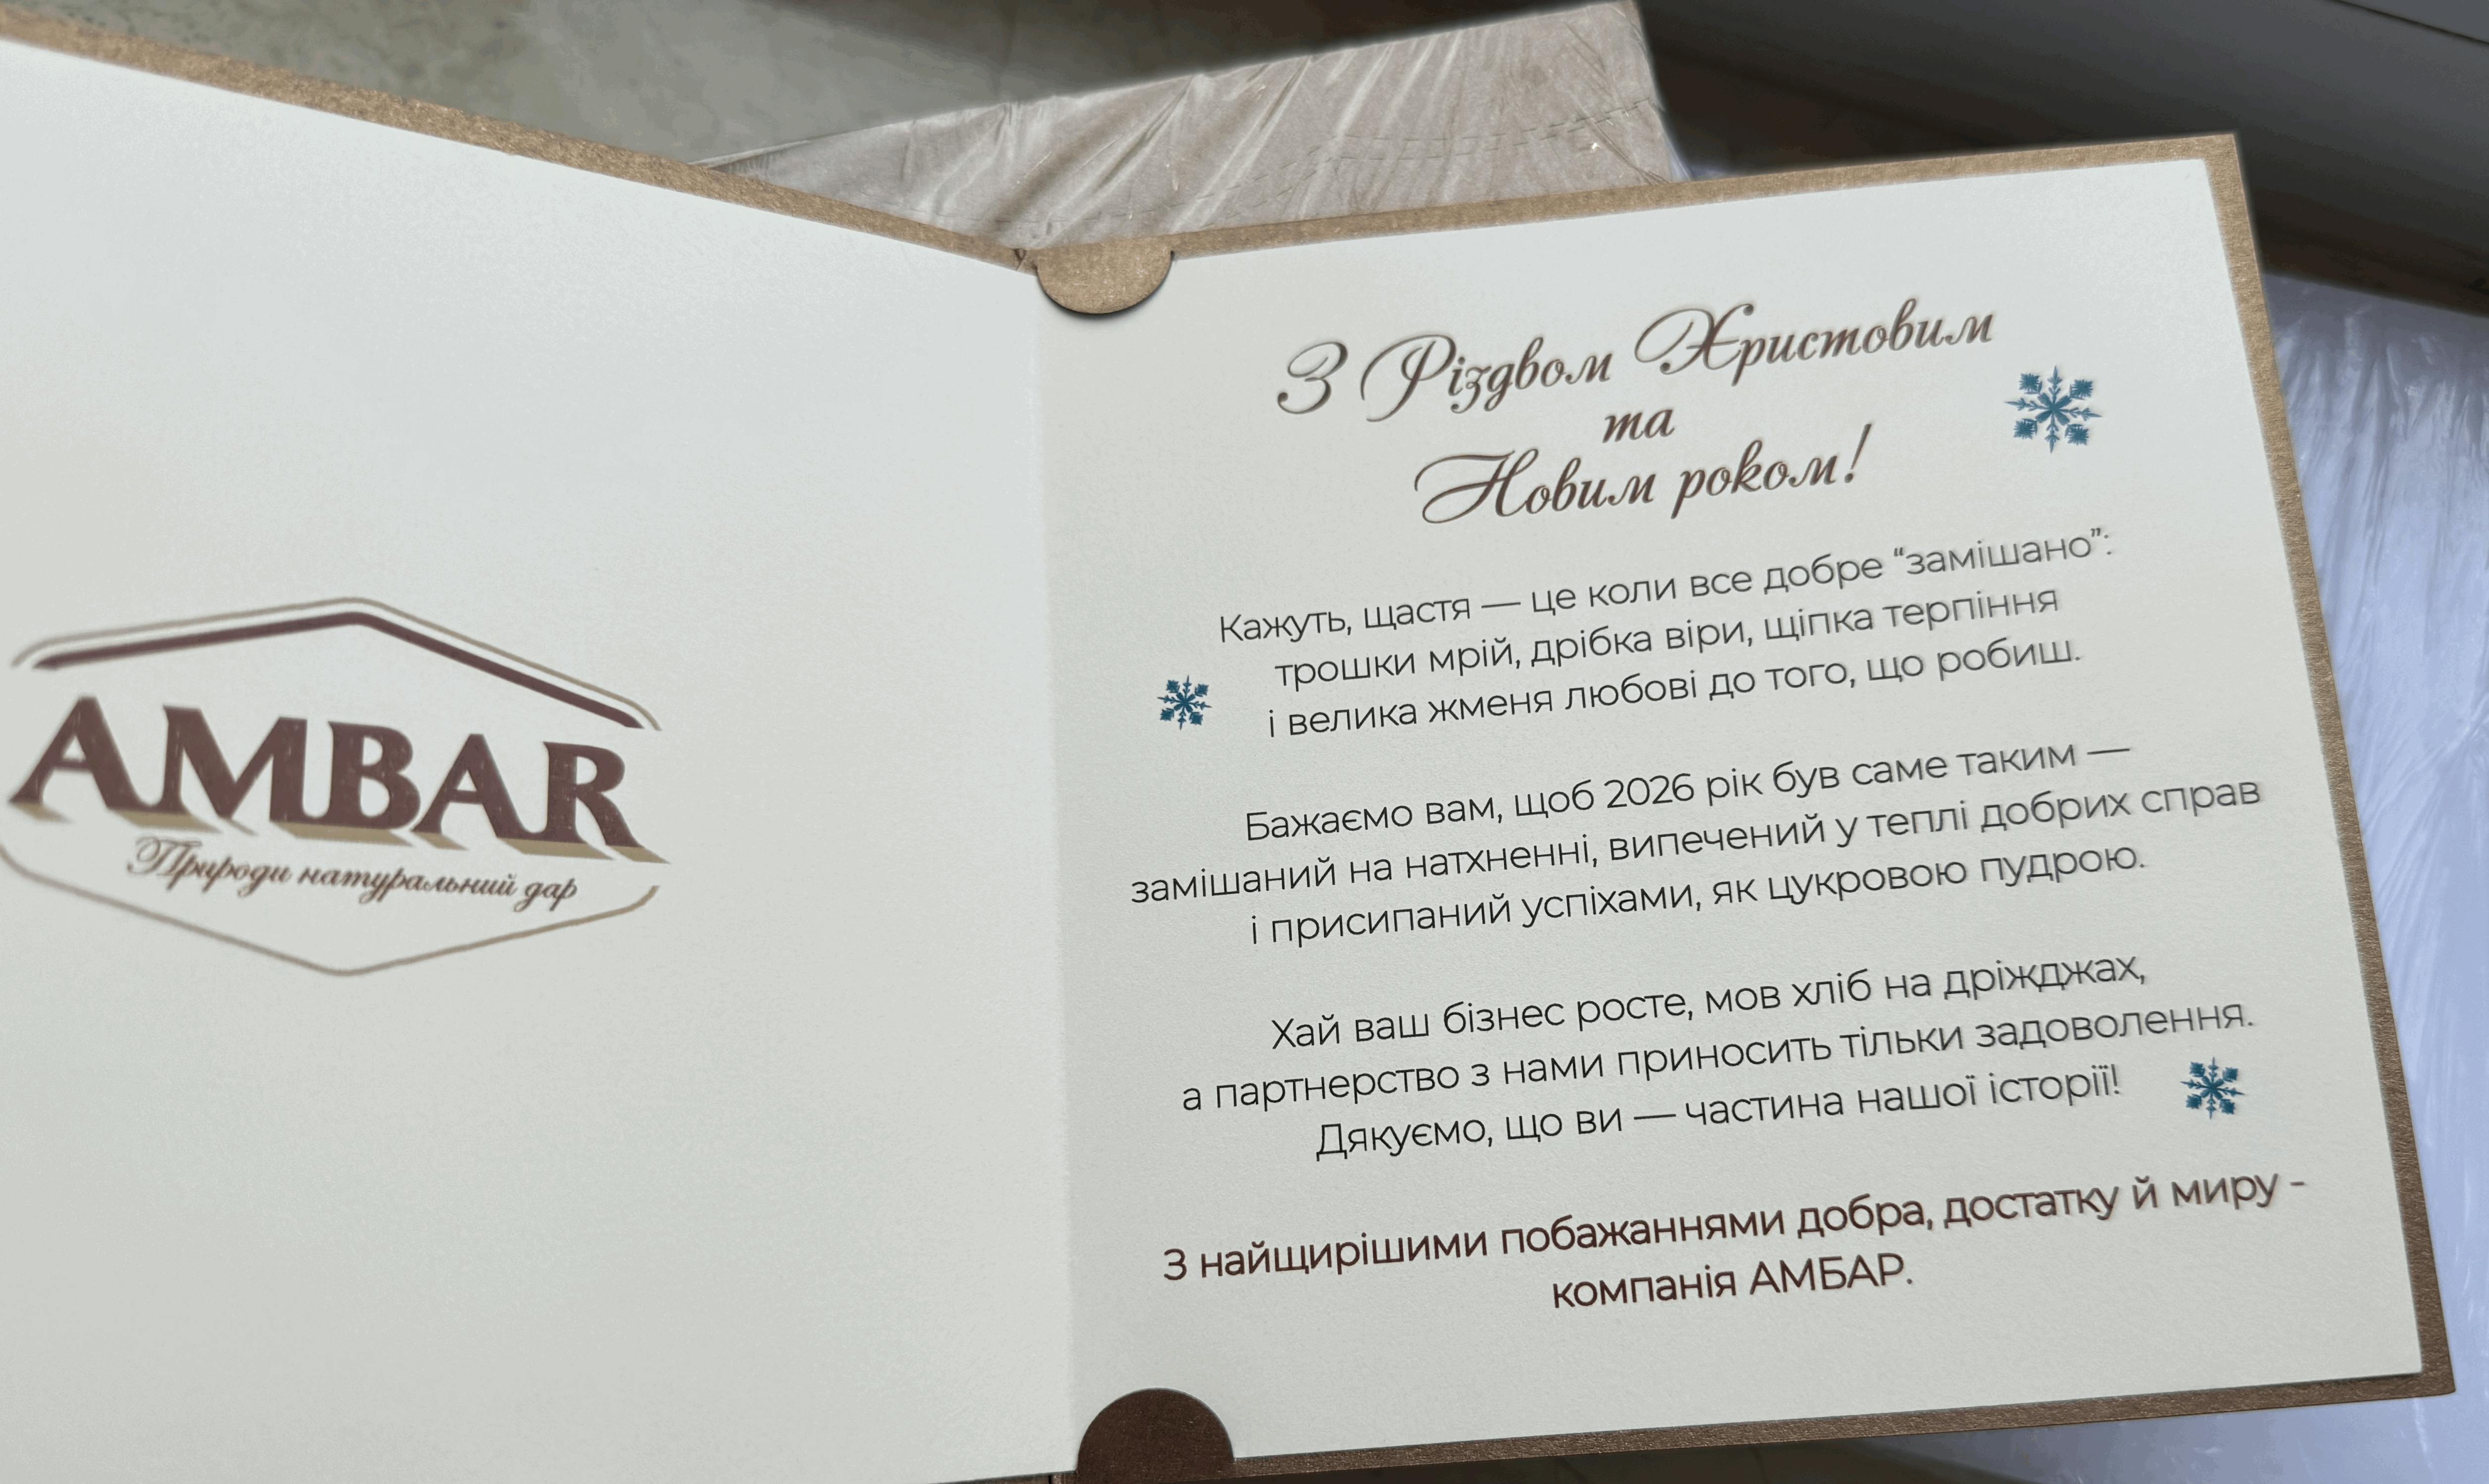 AMBAR
Природи натуральний дар
З Різдвом Христовим
та
Новим роком!
Кажуть, щастя — це коли все добре “замішано”:
трошки мрій, дрібка віри, щіпка терпіння
і велика жменя любові до того, що робиш.
Бажаємо вам, щоб 2026 рік був саме таким —
замішаний на натхненні, випечений у теплі добрих справ
і присипаний успіхами, як цукровою пудрою.
Хай ваш бізнес росте, мов хліб на дріжджах,
а партнерство з нами приносить тільки задоволення.
Дякуємо, що ви — частина нашої історії!
З найщирішими побажаннями добра, достатку й миру -
компанія АМБАР.